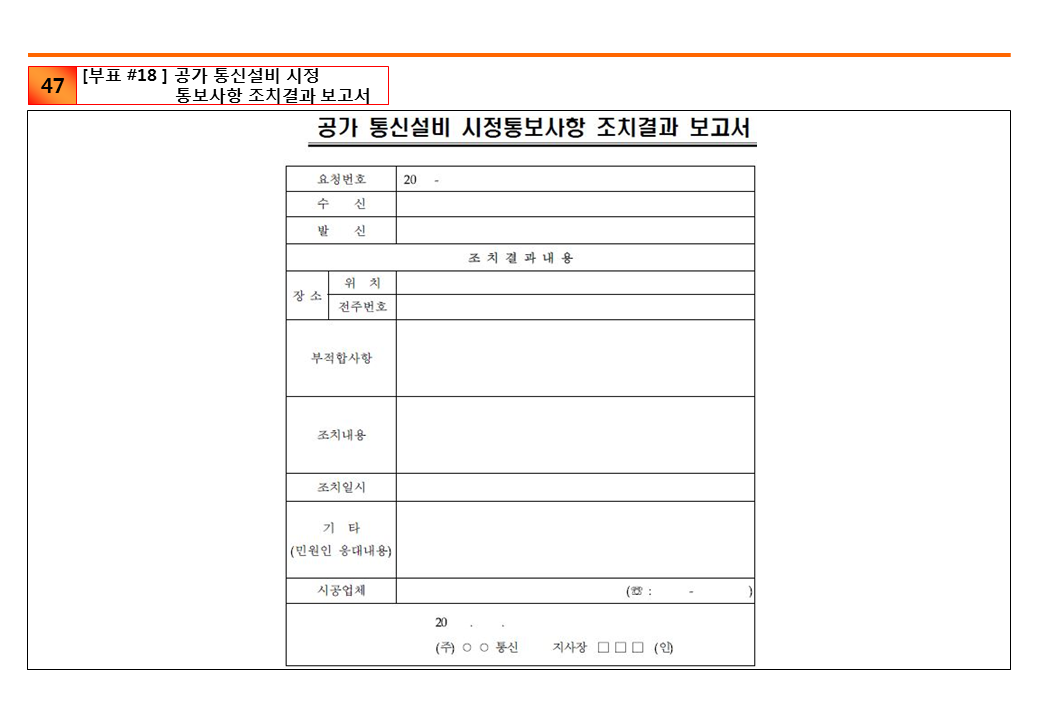 47
[부표 #18 ] 공가 통신설비 시정
통보사항 조치결과 보고서
공가 통신설비 시정통보사항 조치결과 보고서
요청번호 20 -
수 신
발 신
조 치 결 과 내 용
장 소 위 치
전주번호
부적합사항
조치내용
조치일시
기 타
(민원인 응대내용)
시공업체 (☏ : - )
20 . .
(주) ○ ○ 통신 지사장 □ □ □ (인)